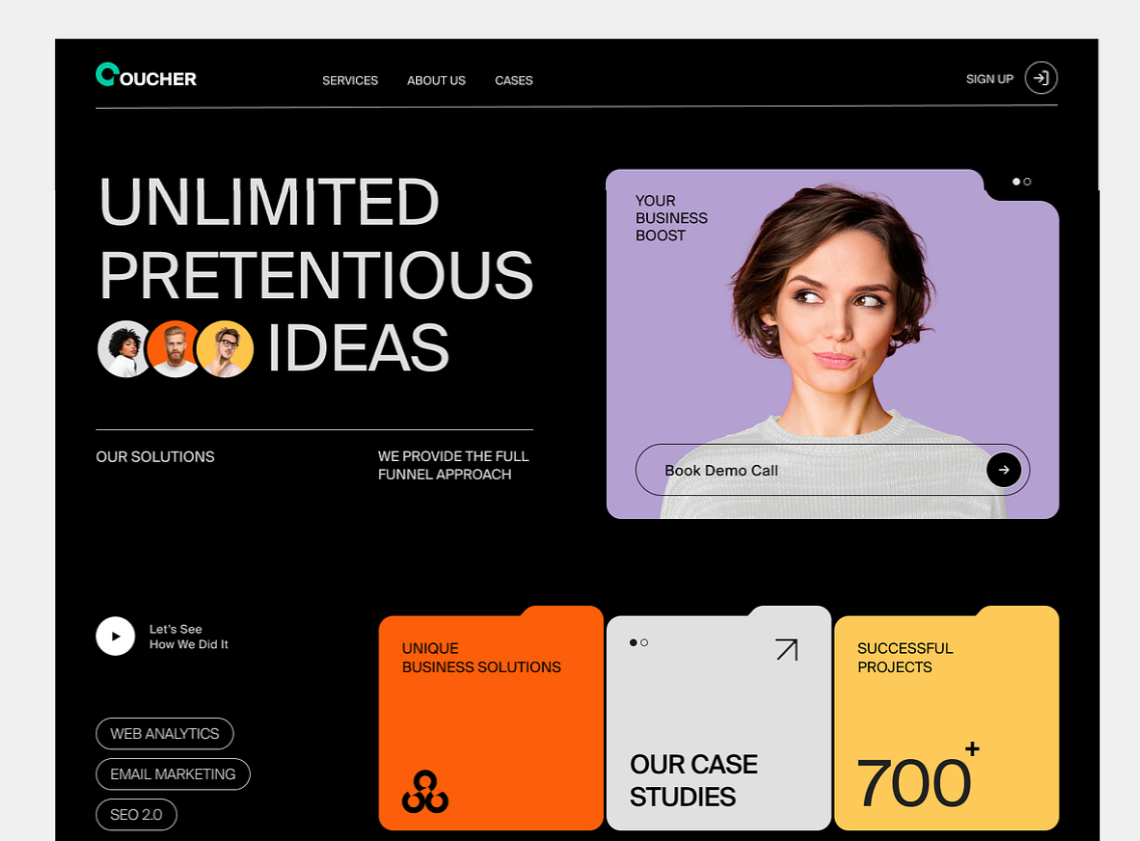 COUCHER
SERVICES
ABOUT US
CASES
SIGN UP
UNLIMITED
PRETENTIOUS
IDEAS
OUR SOLUTIONS
WE PROVIDE THE FULL
FUNNEL APPROACH
YOUR
BUSINESS
BOOST
Book Demo Call
Let's See
How We Did It
WEB ANALYTICS
EMAIL MARKETING
SEO 2.0
UNIQUE
BUSINESS SOLUTIONS
OUR CASE
STUDIES
SUCCESSFUL
PROJECTS
700+